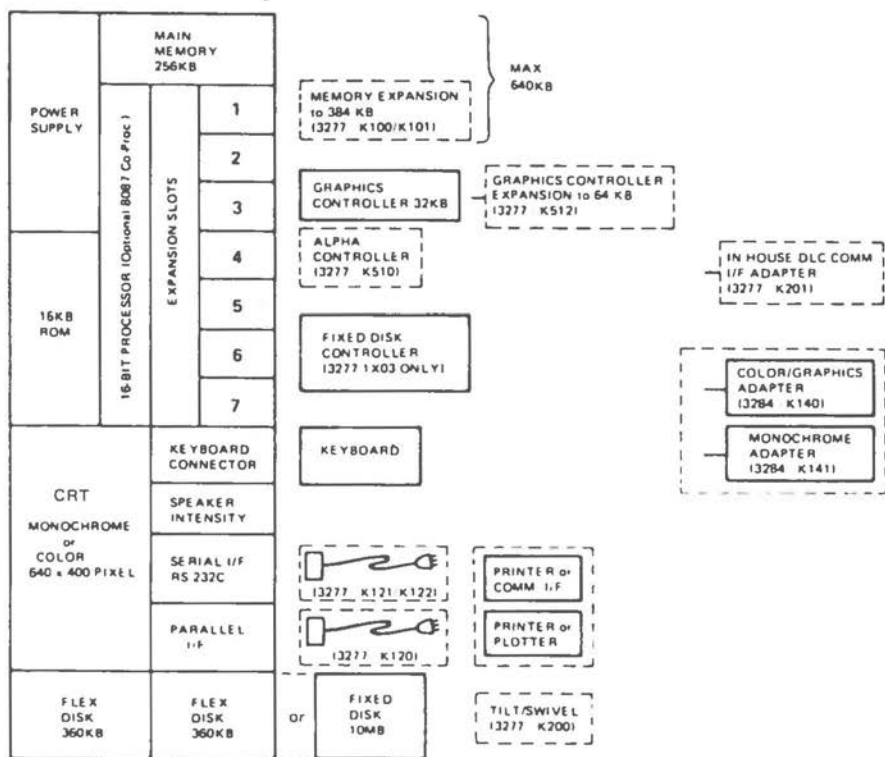 MAIN
MEMORY
256KB
MAX
640KB
POWER
SUPPLY
16-BIT PROCESSOR (Optional 8087 Co-Proc)
EXPANSION SLOTS
1
2
3
4
5
6
7
MEMORY EXPANSION
to 384 KB
(3277 K100/K101)
GRAPHICS
CONTROLLER 32KB
GRAPHICS CONTROLLER
EXPANSION to 64 KB
(3277 K512)
ALPHA
CONTROLLER
(3277 K510)
IN HOUSE DLC COMM
I/F ADAPTER
(3277 K201)
16KB
ROM
FIXED DISK
CONTROLLER
(3277 1X03 ONLY)
COLOR/GRAPHICS
ADAPTER
(3284 K140)
MONOCHROME
ADAPTER
(3284 K141)
KEYBOARD
CONNECTOR
KEYBOARD
CRT
MONOCHROME
or
COLOR
640 x 400 PIXEL
SPEAKER
INTENSITY
SERIAL I/F
RS 232C
(3277 K121 K122)
PRINTER or
COMM I/F
PARALLEL
I/F
(3277 K120)
PRINTER or
PLOTTER
FLEX
DISK
360KB
FLEX
DISK
360KB
or
FIXED
DISK
10MB
TILT/SWIVEL
(3277 K200)